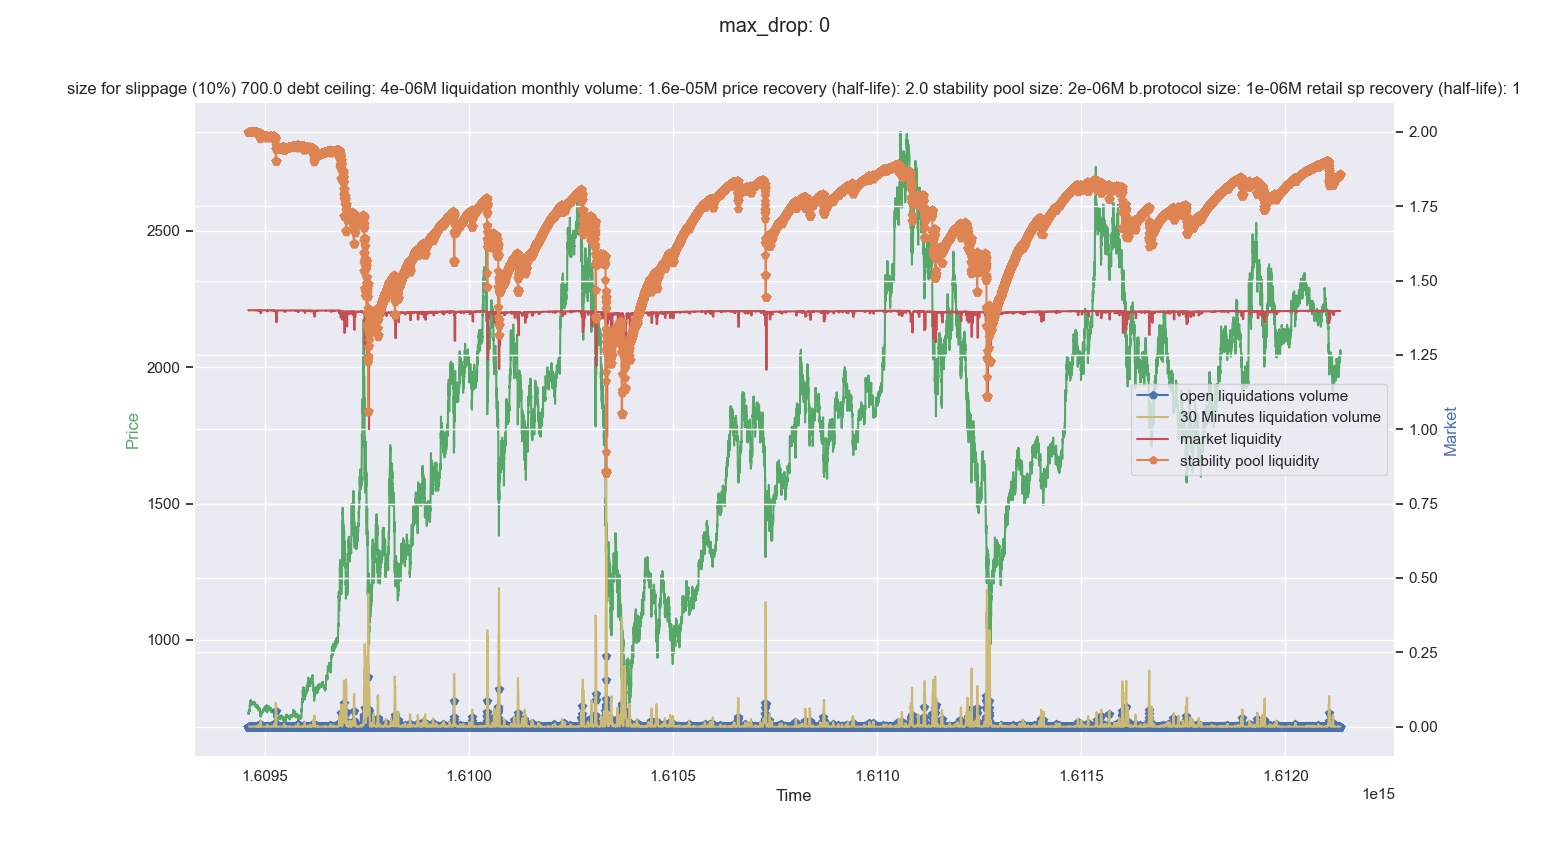 max_drop: 0
size for slippage (10%) 700.0 debt ceiling: 4e-06M liquidation monthly volume: 1.6e-05M price recovery (half-life): 2.0 stability pool size: 2e-06M b.protocol size: 1e-06M retail sp recovery (half-life): 1
2.00
1.75
2500
1.50
2000
1.25
open liquidations volume
30 Minutes liquidation volume
market liquidity
stability pool liquidity
Price
1.00
Market
1500
0.75
0.50
1000
0.25
0.00
1.6095 1.6100 1.6105 1.6110 1.6115 1.6120
Time
1e15